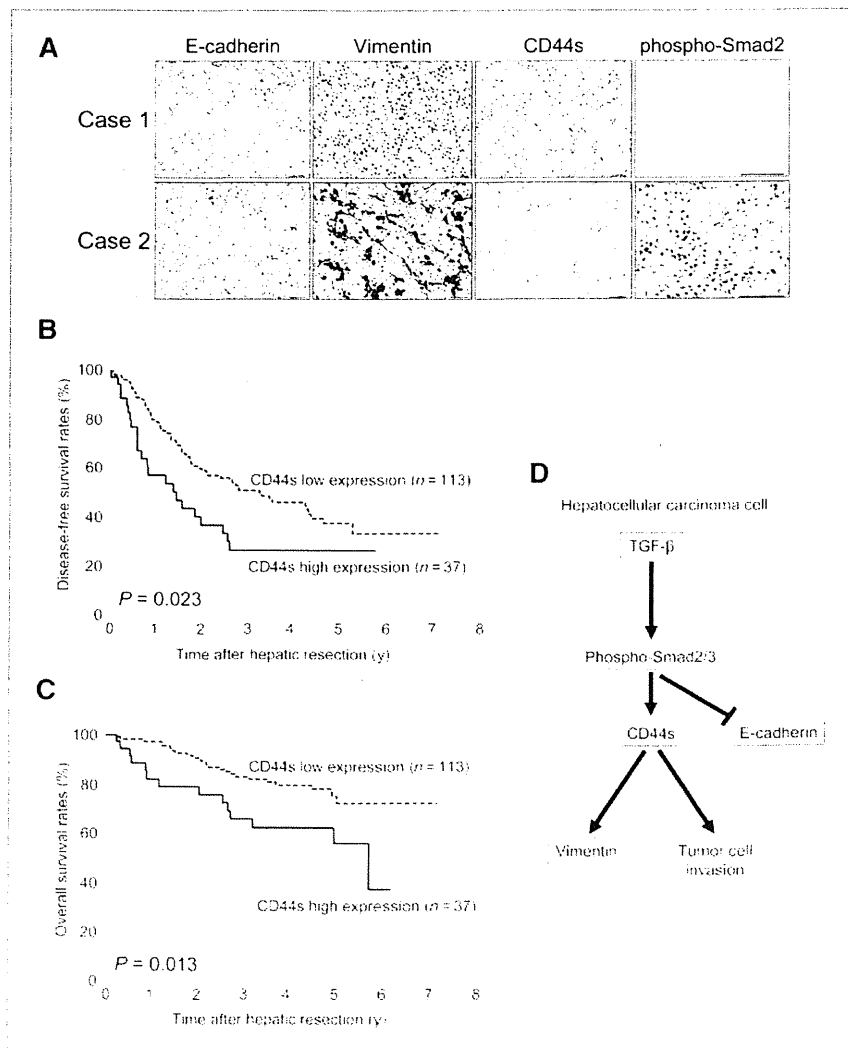 A
E-cadherin Vimentin CD44s phospho-Smad2
Case 1
Case 2
B
Disease-free survival rates (%)
100
80
60
40
20
0
CD44s low expression (n = 113)
CD44s high expression (n = 37)
P = 0.023
0 1 2 3 4 5 6 7 8
Time after hepatic resection (y)
C
Overall survival rates (%)
100
80
60
40
20
0
CD44s low expression (n = 113)
CD44s high expression (n = 37)
P = 0.013
0 1 2 3 4 5 6 7 8
Time after hepatic resection (y)
D
Hepatocellular carcinoma cell
TGF-β
Phospho-Smad2/3
CD44s E-cadherin
Vimentin Tumor cell
invasion